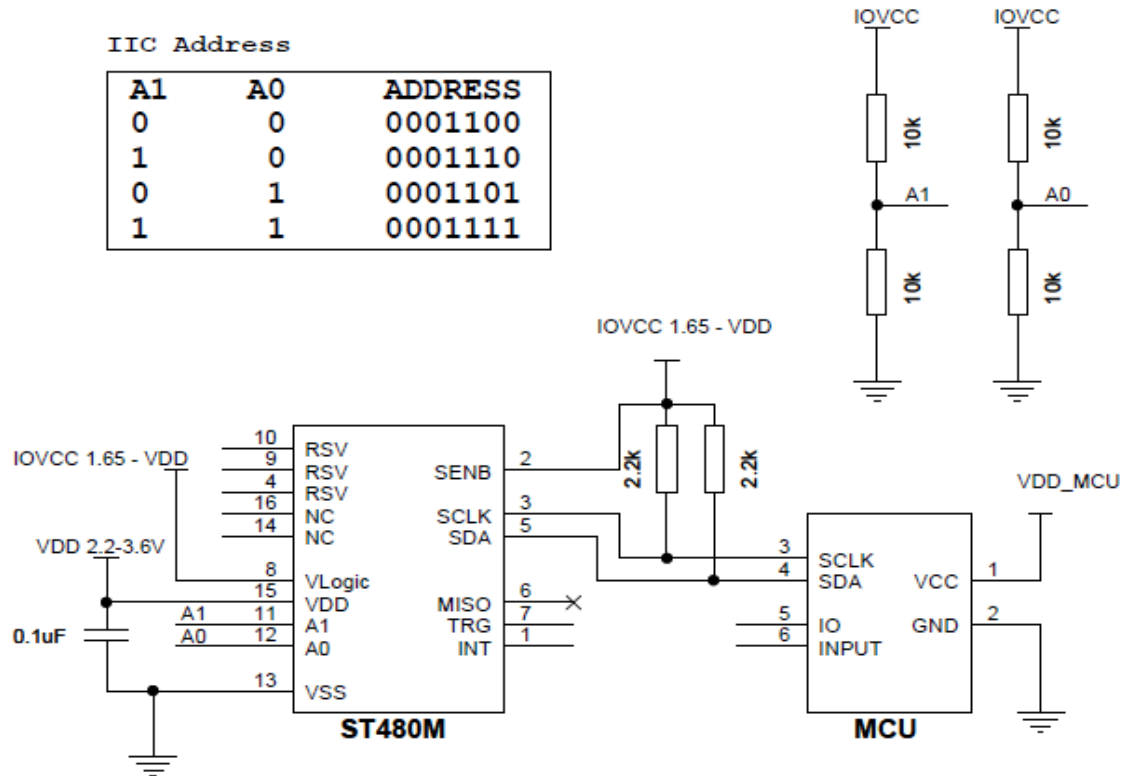 IIC Address
A1 A0 ADDRESS
0 0 0001100
1 0 0001110
0 1 0001101
1 1 0001111
IOVCC
IOVCC
10k
10k
A1
A0
10k
10k
IOVCC 1.65 - VDD
2.2k
2.2k
IOVCC 1.65 - VDD
VDD 2.2-3.6V
0.1uF
A1
A0
10 RSV
9 RSV
4 RSV
16 NC
14 NC
8 VLogic
15 VDD
11 A1
12 A0
13 VSS
SENB 2
SCLK 3
SDA 5
MISO 6
TRG 7
INT 1
ST480M
VDD_MCU
3 SCLK
4 SDA
5 IO
6 INPUT
VCC 1
GND 2
MCU